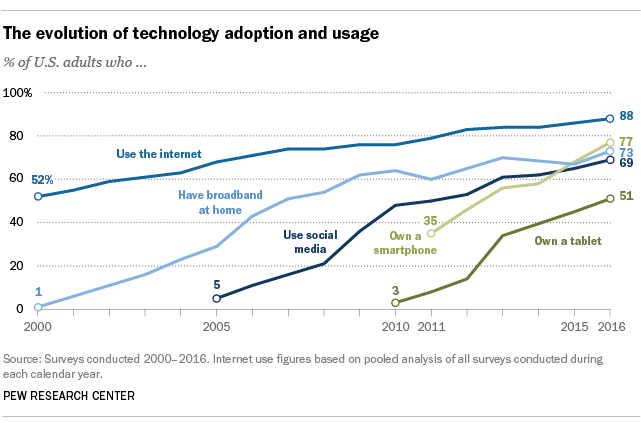 The evolution of technology adoption and usage
% of U.S. adults who ...
100%
80
60
40
20
0
52%
Use the internet
88
Have broadband
at home
1
73
Use social
media
5
69
Own a
smartphone
35
77
Own a tablet
3
51
2000
2005
2010
2011
2015
2016
Source: Surveys conducted 2000–2016. Internet use figures based on pooled analysis of all surveys conducted during
each calendar year.
PEW RESEARCH CENTER